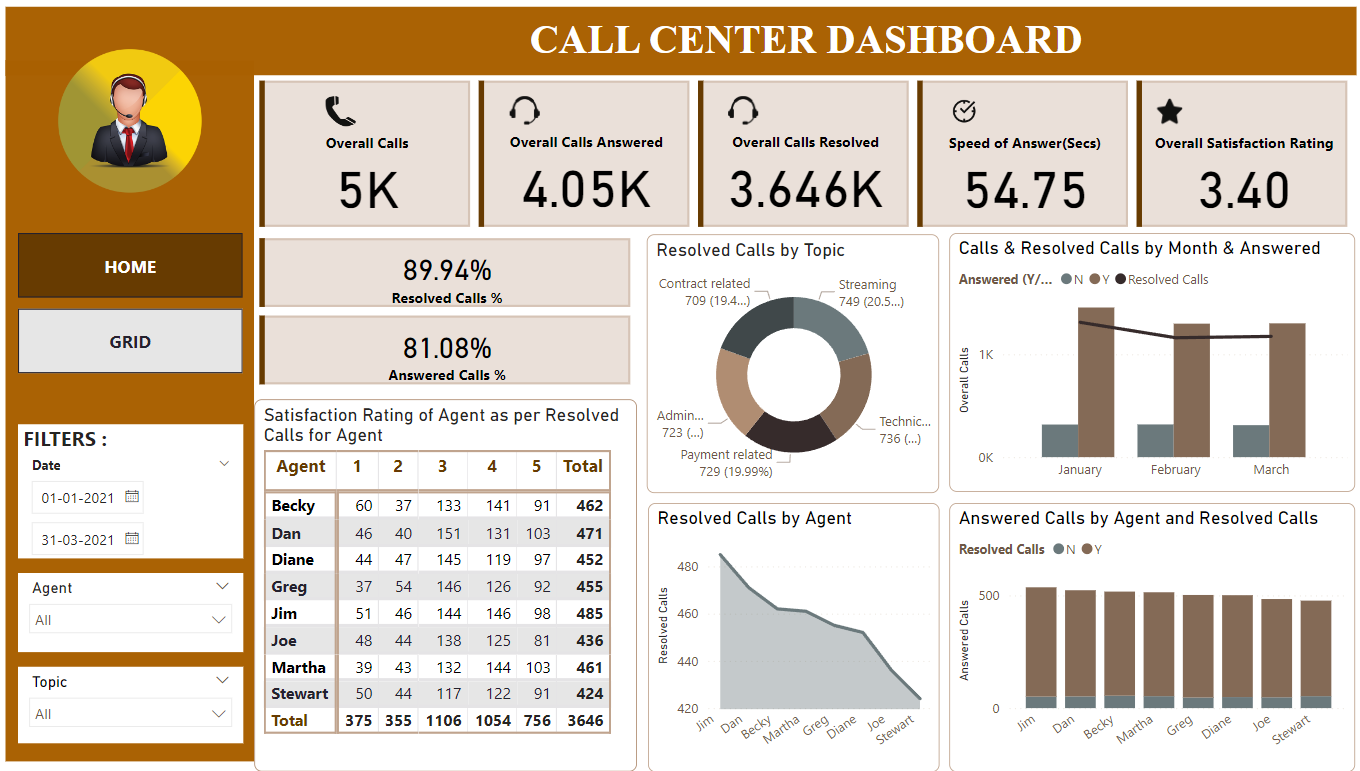 CALL CENTER DASHBOARD
HOME
GRID
FILTERS :
Date
01-01-2021
31-03-2021
Agent
All
Topic
All
Overall Calls
5K
Overall Calls Answered
4.05K
Overall Calls Resolved
3.646K
Speed of Answer(Secs)
54.75
Overall Satisfaction Rating
3.40
89.94%
Resolved Calls %
81.08%
Answered Calls %
Satisfaction Rating of Agent as per Resolved
Calls for Agent
Agent 1 2 3 4 5 Total
Becky 60 37 133 141 91 462
Dan 46 40 151 131 103 471
Diane 44 47 145 119 97 452
Greg 37 54 146 126 92 455
Jim 51 46 144 146 98 485
Joe 48 44 138 125 81 436
Martha 39 43 132 144 103 461
Stewart 50 44 117 122 91 424
Total 375 355 1106 1054 756 3646
Resolved Calls by Topic
Contract related
709 (19.4...)
Streaming
749 (20.5...)
Admin...
723 (...)
Technic...
736 (...)
Payment related
729 (19.99%)
Calls & Resolved Calls by Month & Answered
Answered (Y/... N Y Resolved Calls
Overall Calls
1K
0K
January February March
Resolved Calls by Agent
Resolved Calls
480
460
440
420
Jim Dan Becky Martha Greg Diane Joe Stewart
Answered Calls by Agent and Resolved Calls
Resolved Calls N Y
Answered Calls
500
0
Jim Dan Becky Martha Greg Diane Joe Stewart